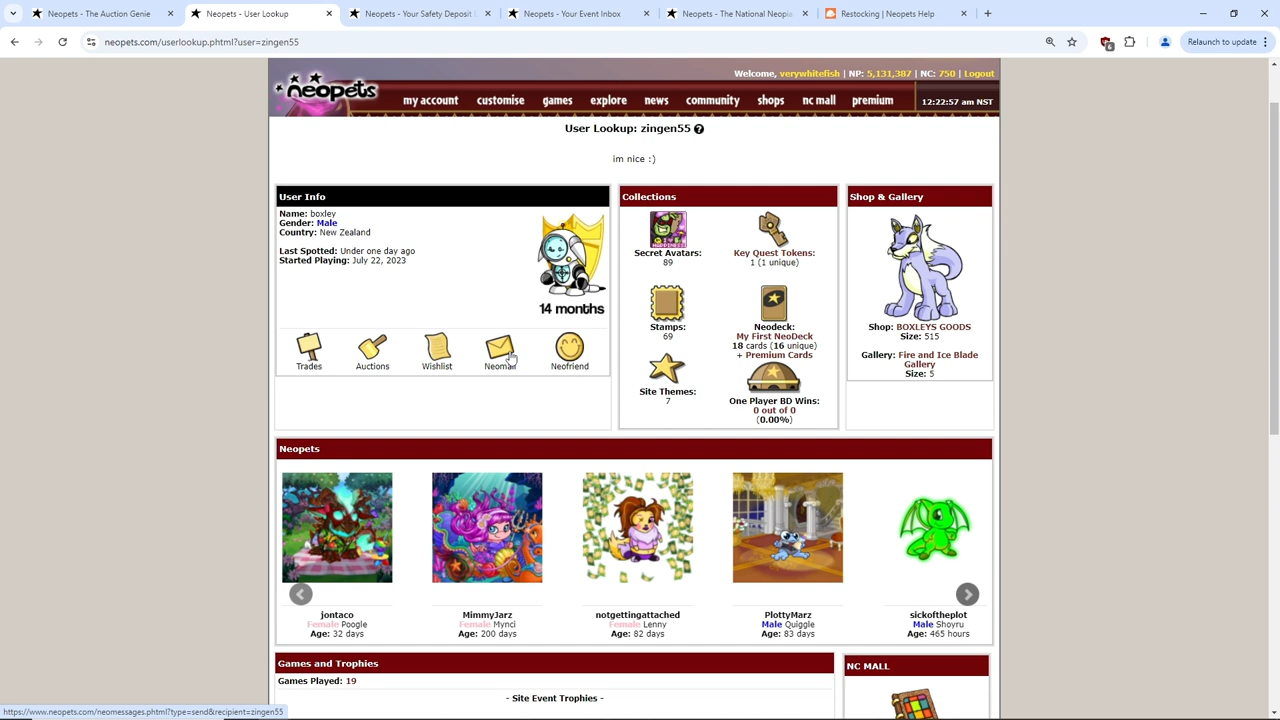 Neopets - The Auction Genie
Neopets - User Lookup
Neopets - Your Safety Deposit
Neopets - Your Event Inbox
Neopets - The National Neopia
Restocking | Neopets Help
neopets.com/userlookup.phtml?user=zingen55
6
Relaunch to update
neopets
Welcome, verywhitefish | NP: 5,131,387 | NC: 750 | Logout
my account
customise
games
explore
news
community
shops
nc mall
premium
12:22:57 am NST
User Lookup: zingen55 ?
im nice :)
User Info
Name: boxley
Gender: Male
Country: New Zealand
Last Spotted: Under one day ago
Started Playing: July 22, 2023
14 months
Trades
Auctions
Wishlist
Neomail
Neofriend
Collections
Secret Avatars:
89
Key Quest Tokens:
1 (1 unique)
Stamps:
69
Neodeck:
My First NeoDeck
18 cards (16 unique)
+ Premium Cards
Site Themes:
7
One Player BD Wins:
0 out of 0
(0.00%)
Shop & Gallery
Shop: BOXLEYS GOODS
Size: 515
Gallery: Fire and Ice Blade
Gallery
Size: 5
Neopets
jontaco
Female Poogle
Age: 32 days
MimmyJarz
Female Mynci
Age: 200 days
notgettingattached
Female Lenny
Age: 82 days
PlottyMarz
Male Quiggle
Age: 83 days
sickoftheplot
Male Shoyru
Age: 465 hours
Games and Trophies
Games Played: 19
- Site Event Trophies -
NC MALL
https://www.neopets.com/neomessages.phtml?type=send&recipient=zingen55